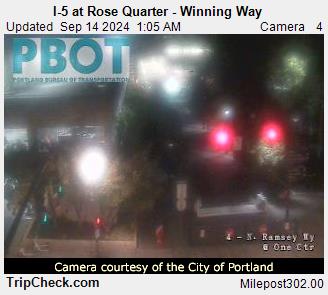 I-5 at Rose Quarter - Winning Way
Updated Sep 14 2024 1:05 AM Camera 4
PBOT
PORTLAND BUREAU OF TRANSPORTATION
4 - N. Ramsey Wy
@ One Ctr
Camera courtesy of the City of Portland
TripCheck.com Milepost302.00